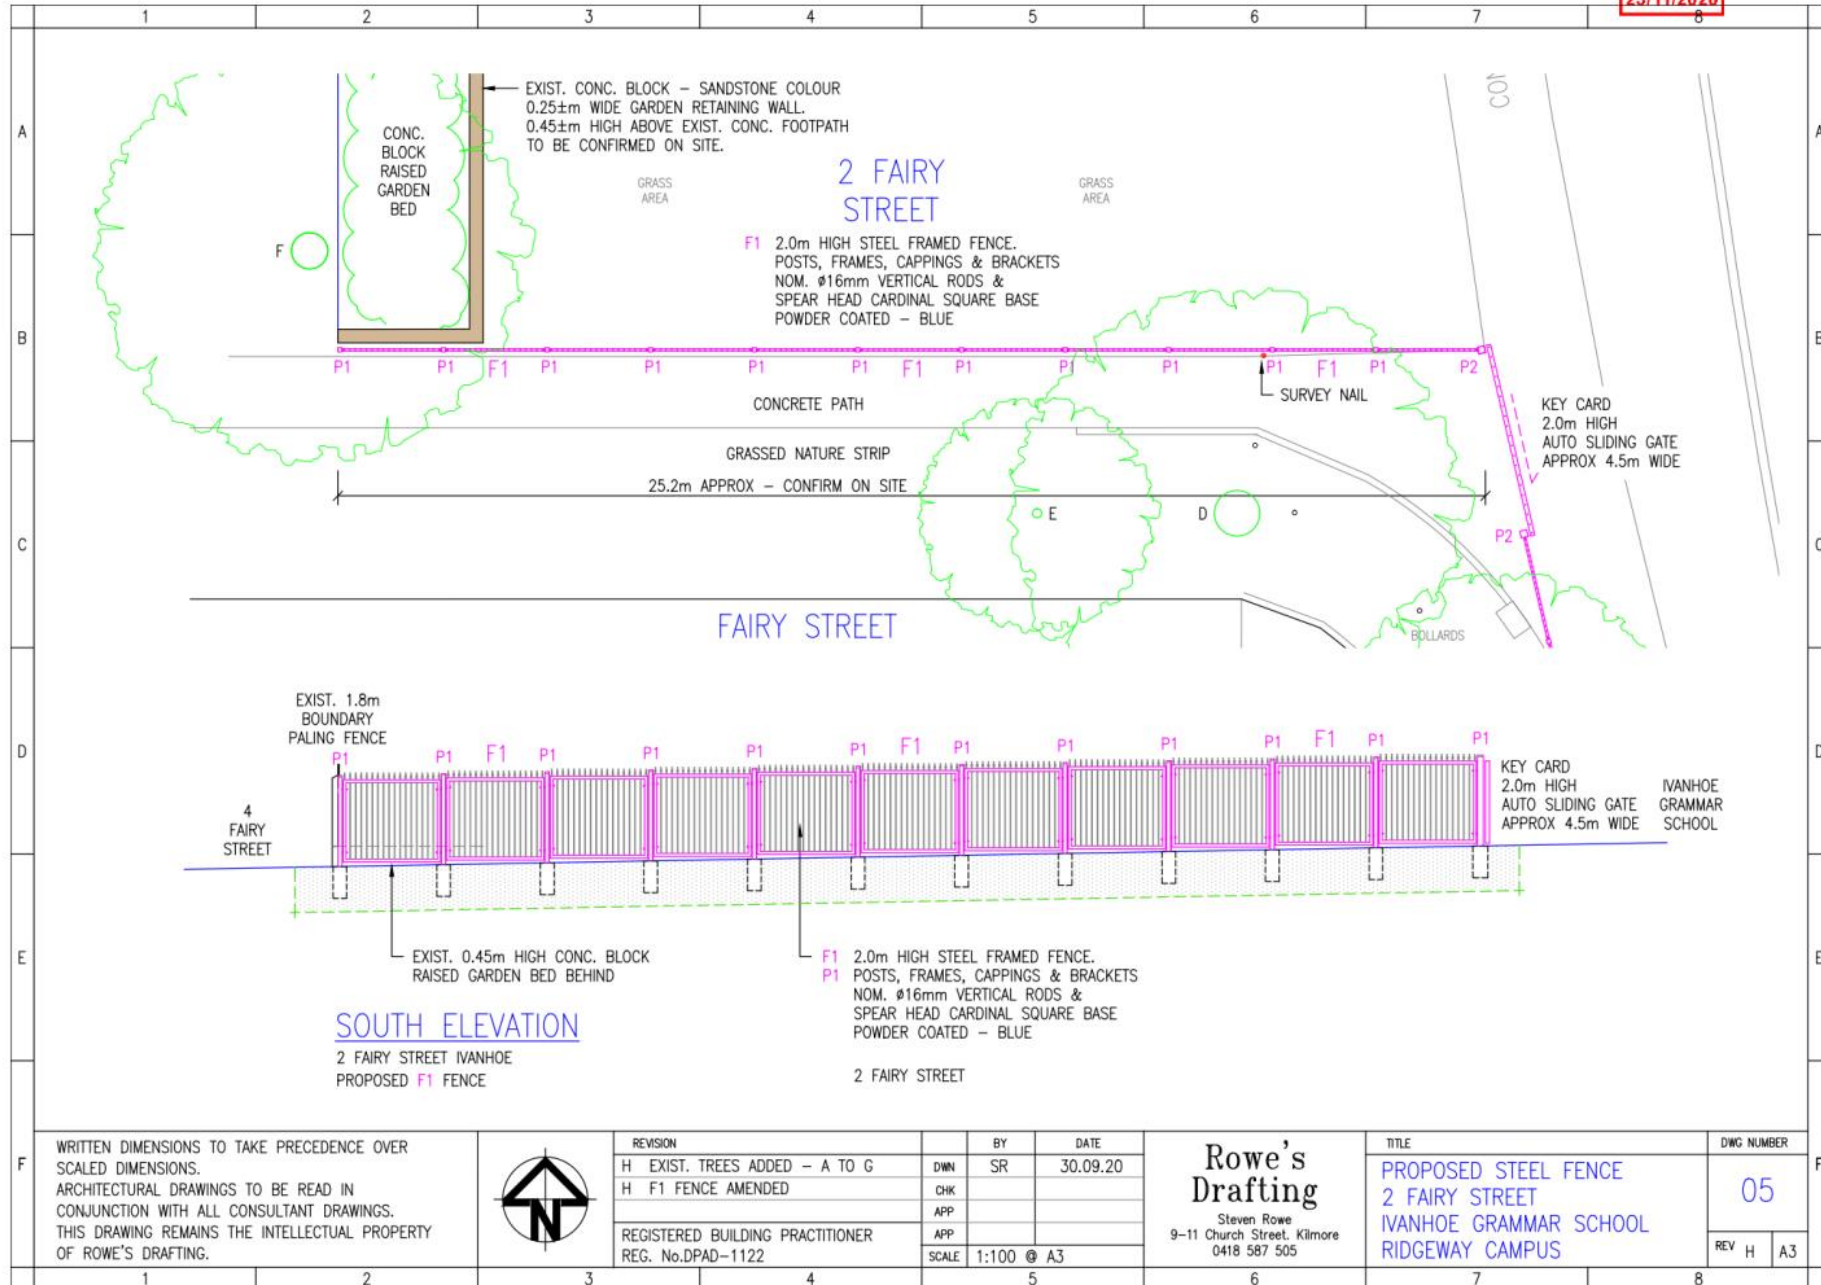 23/11/2020
1 2 3 4 5 6 7 8
A A
B B
C C
D D
E E
F F
EXIST. CONC. BLOCK – SANDSTONE COLOUR
0.25±m WIDE GARDEN RETAINING WALL.
0.45±m HIGH ABOVE EXIST. CONC. FOOTPATH
TO BE CONFIRMED ON SITE.
CONC.
BLOCK
RAISED
GARDEN
BED
GRASS
AREA
2 FAIRY
STREET
GRASS
AREA
F
F1 2.0m HIGH STEEL FRAMED FENCE.
POSTS, FRAMES, CAPPINGS & BRACKETS
NOM. ø16mm VERTICAL RODS &
SPEAR HEAD CARDINAL SQUARE BASE
POWDER COATED – BLUE
P1 P1 F1 P1 P1 P1 P1 F1 P1 P1 P1 P1 F1 P1 P2
SURVEY NAIL
CONCRETE PATH
KEY CARD
2.0m HIGH
AUTO SLIDING GATE
APPROX 4.5m WIDE
GRASSED NATURE STRIP
25.2m APPROX – CONFIRM ON SITE
E
D
P2
FAIRY STREET
BOLLARDS
EXIST. 1.8m
BOUNDARY
PALING FENCE
P1 P1 F1 P1 P1 P1 P1 F1 P1 P1 P1 P1 F1 P1 P1
4
FAIRY
STREET
KEY CARD
2.0m HIGH
AUTO SLIDING GATE
APPROX 4.5m WIDE
IVANHOE
GRAMMAR
SCHOOL
EXIST. 0.45m HIGH CONC. BLOCK
RAISED GARDEN BED BEHIND
F1 2.0m HIGH STEEL FRAMED FENCE.
P1 POSTS, FRAMES, CAPPINGS & BRACKETS
NOM. ø16mm VERTICAL RODS &
SPEAR HEAD CARDINAL SQUARE BASE
POWDER COATED – BLUE
SOUTH ELEVATION
2 FAIRY STREET IVANHOE
PROPOSED F1 FENCE
2 FAIRY STREET
WRITTEN DIMENSIONS TO TAKE PRECEDENCE OVER
SCALED DIMENSIONS.
ARCHITECTURAL DRAWINGS TO BE READ IN
CONJUNCTION WITH ALL CONSULTANT DRAWINGS.
THIS DRAWING REMAINS THE INTELLECTUAL PROPERTY
OF ROWE'S DRAFTING.
N
REVISION BY DATE
H EXIST. TREES ADDED – A TO G DWN SR 30.09.20
H F1 FENCE AMENDED CHK
APP
REGISTERED BUILDING PRACTITIONER APP
REG. No.DPAD-1122 SCALE 1:100 @ A3
Rowe's
Drafting
Steven Rowe
9–11 Church Street. Kilmore
0418 587 505
TITLE
PROPOSED STEEL FENCE
2 FAIRY STREET
IVANHOE GRAMMAR SCHOOL
RIDGEWAY CAMPUS
DWG NUMBER
05
REV H A3
1 2 3 4 5 6 7 8